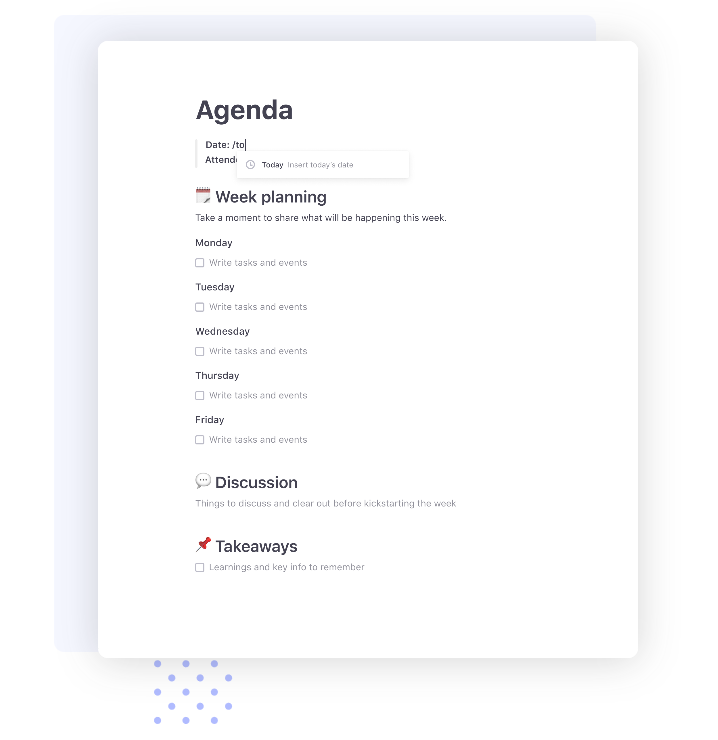 Agenda
Date: /to
Today Insert today's date
Week planning
Take a moment to share what will be happening this week.
Monday
Write tasks and events
Tuesday
Write tasks and events
Wednesday
Write tasks and events
Thursday
Write tasks and events
Friday
Write tasks and events
Discussion
Things to discuss and clear out before kickstarting the week
Takeaways
Learnings and key info to remember